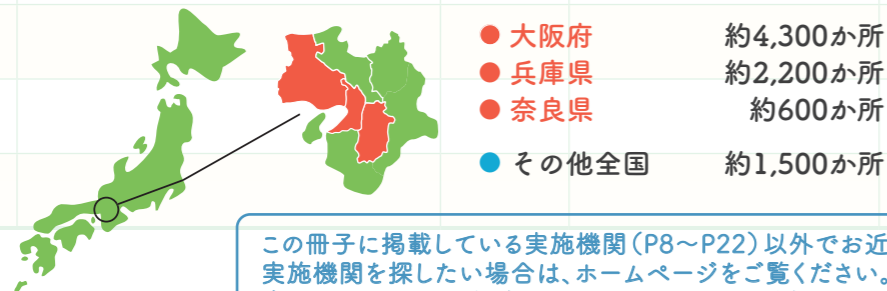 大阪府 約4,300か所
兵庫県 約2,200か所
奈良県 約600か所
その他全国 約1,500か所
この冊子に掲載している実施機関（P8～P22）以外でお近
実施機関を探したい場合は、ホームページをご覧ください。